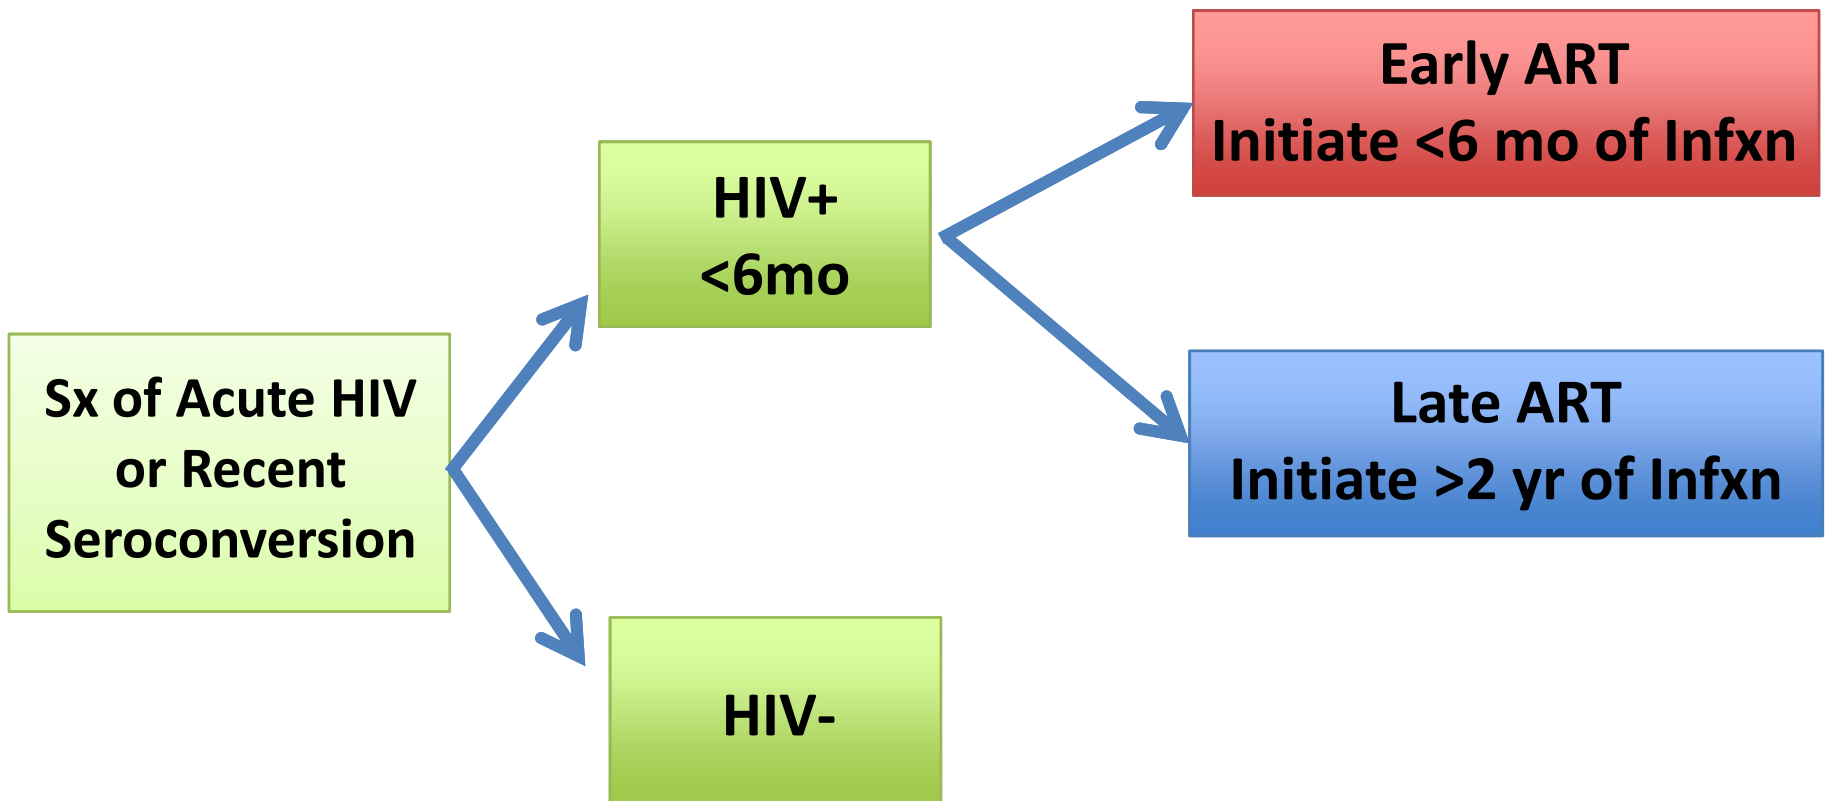 Sx of Acute HIV
or Recent
Seroconversion
HIV+
<6mo
HIV-
Early ART
Initiate <6 mo of Infxn
Late ART
Initiate >2 yr of Infxn